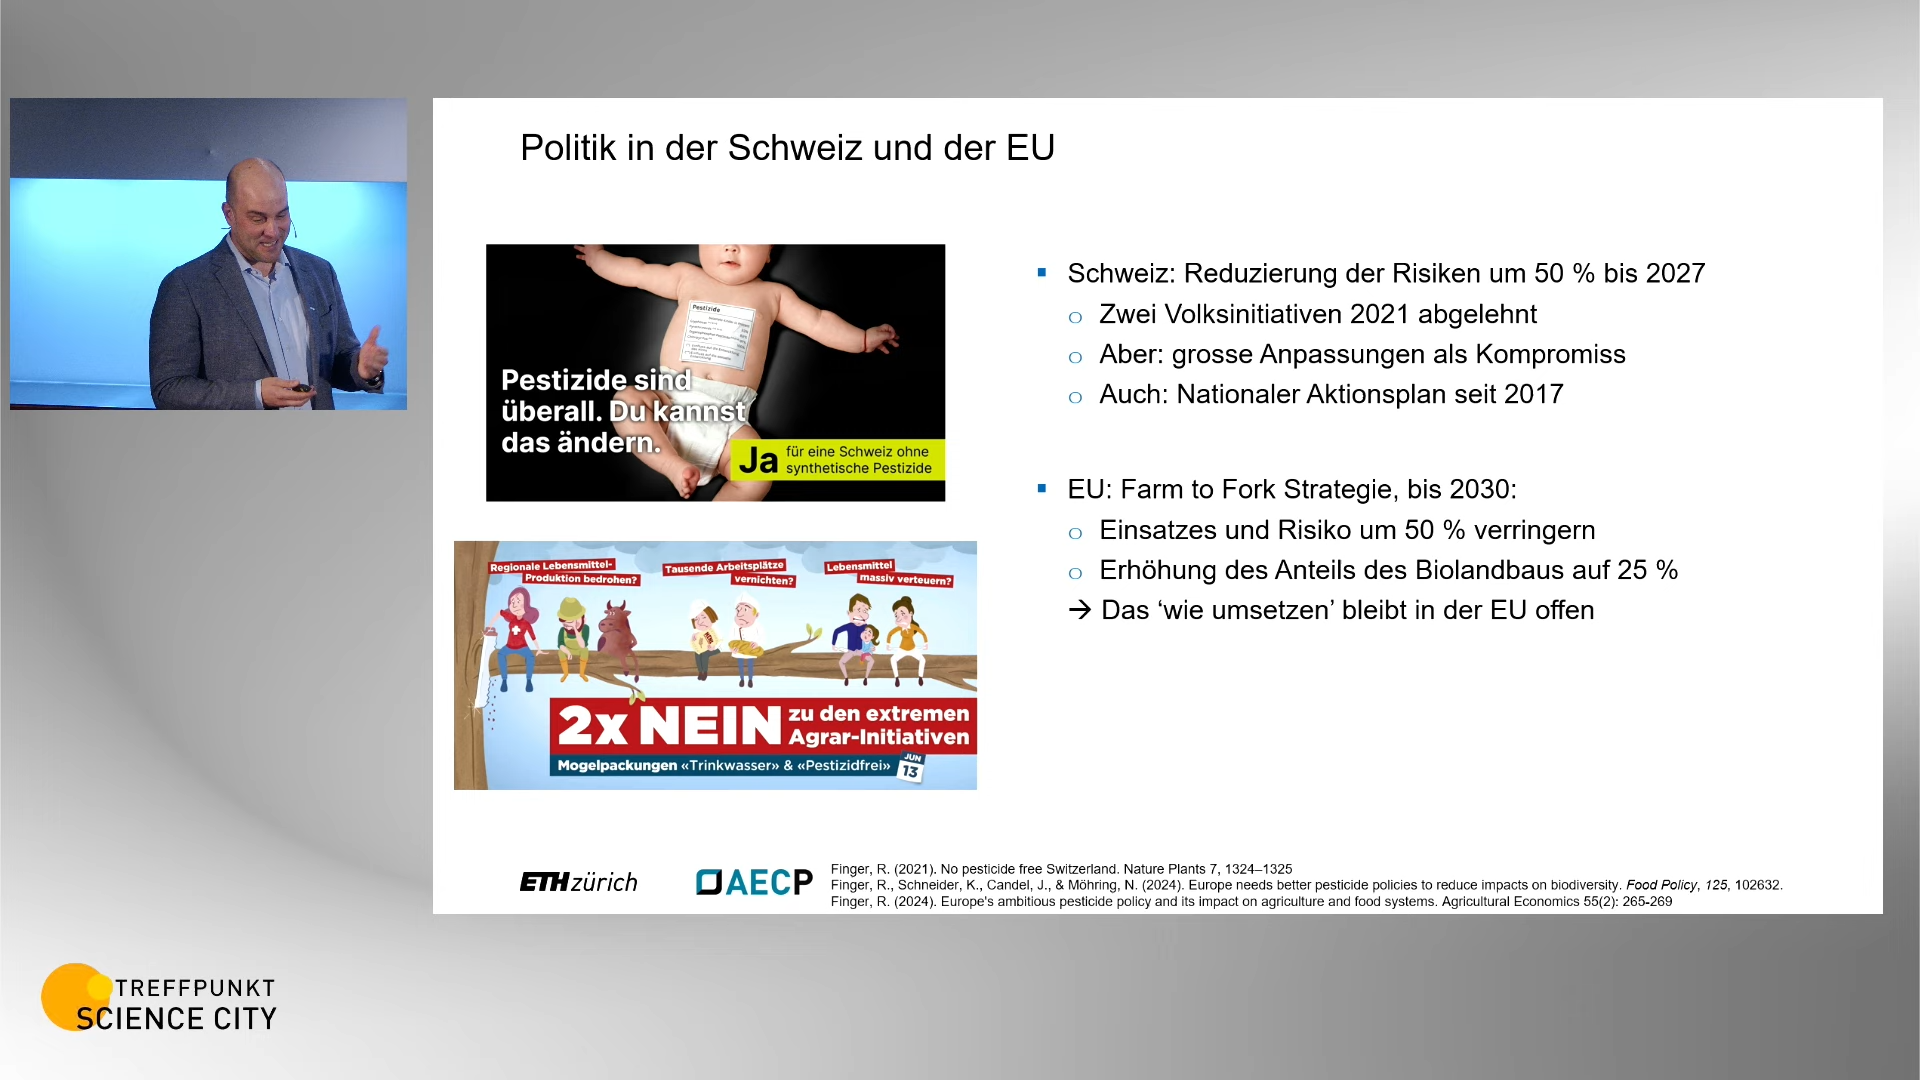 Politik in der Schweiz und der EU
Pestizide
Pestizide sind
überall. Du kannst
das ändern.
Ja für eine Schweiz ohne
synthetische Pestizide
Regionale Lebensmittel-
Produktion bedrohen?
Tausende Arbeitsplätze
vernichten?
Lebensmittel
massiv verteuern?
2x NEIN zu den extremen
Agrar-Initiativen
Mogelpackungen «Trinkwasser» & «Pestizidfrei»
JUN
13
▪ Schweiz: Reduzierung der Risiken um 50 % bis 2027
o Zwei Volksinitiativen 2021 abgelehnt
o Aber: grosse Anpassungen als Kompromiss
o Auch: Nationaler Aktionsplan seit 2017
▪ EU: Farm to Fork Strategie, bis 2030:
o Einsatzes und Risiko um 50 % verringern
o Erhöhung des Anteils des Biolandbaus auf 25 %
→ Das ‘wie umsetzen’ bleibt in der EU offen
ETH zürich
AECP
Finger, R. (2021). No pesticide free Switzerland. Nature Plants 7, 1324–1325
Finger, R., Schneider, K., Candel, J., & Möhring, N. (2024). Europe needs better pesticide policies to reduce impacts on biodiversity. Food Policy, 125, 102632.
Finger, R. (2024). Europe's ambitious pesticide policy and its impact on agriculture and food systems. Agricultural Economics 55(2): 265-269
TREFFPUNKT
SCIENCE CITY